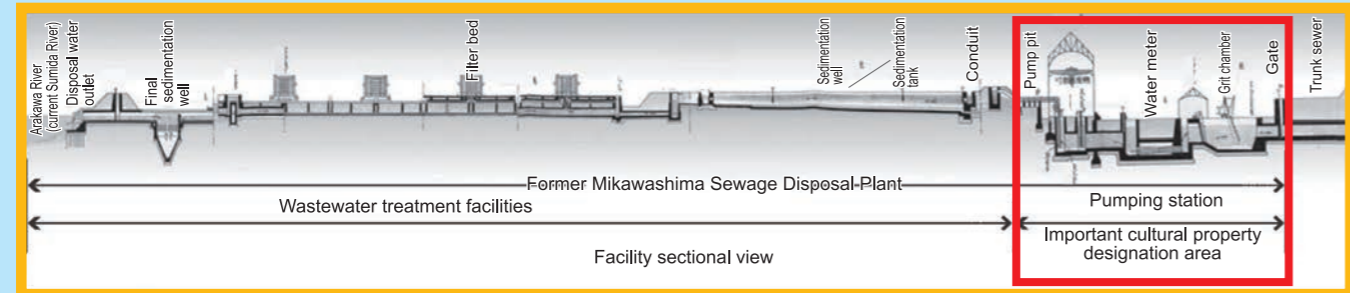 Arakawa River
(current Sumida River)
Disposal water
outlet
Final
sedimentation
well
Filter bed
Sedimentation
well
Sedimentation
tank
Conduit
Pump pit
Water meter
Grit chamber
Gate
Trunk sewer
Former Mikawashima Sewage Disposal Plant
Wastewater treatment facilities
Pumping station
Important cultural property
designation area
Facility sectional view